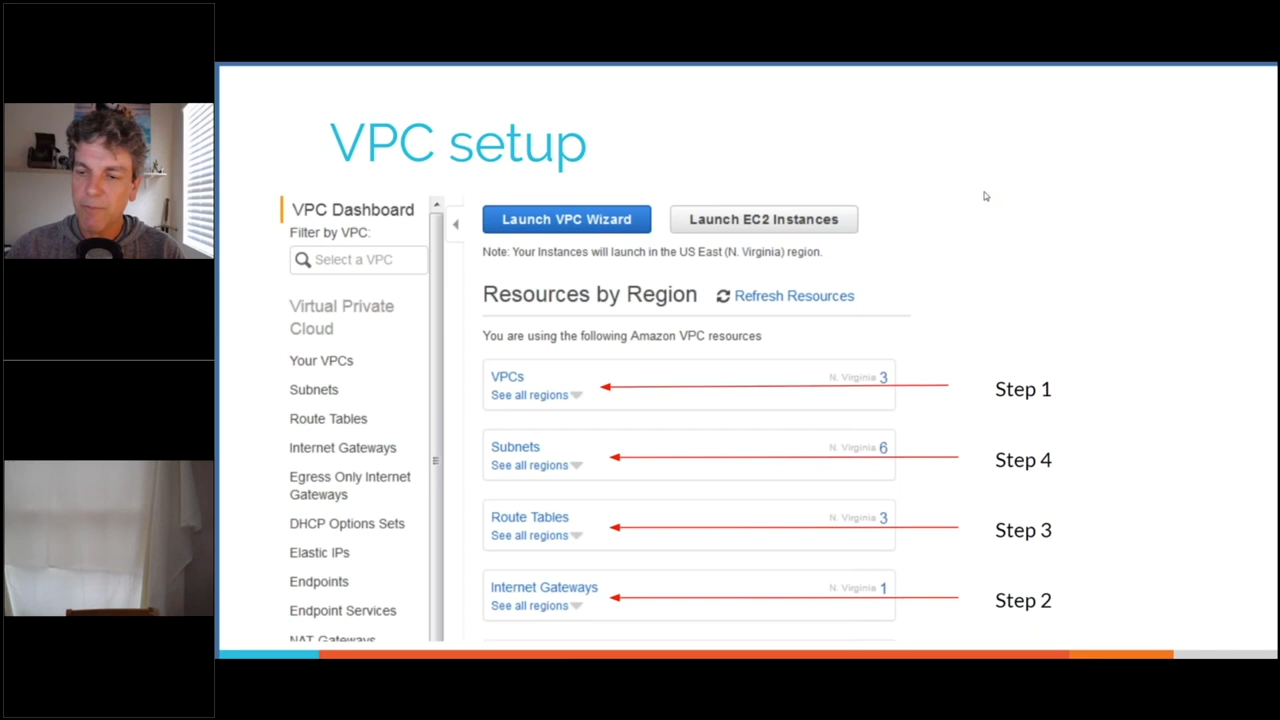 VPC setup
VPC Dashboard
Filter by VPC:
Select a VPC
Virtual Private
Cloud
Your VPCs
Subnets
Route Tables
Internet Gateways
Egress Only Internet
Gateways
DHCP Options Sets
Elastic IPs
Endpoints
Endpoint Services
NAT Gateways
Launch VPC Wizard
Launch EC2 Instances
Note: Your Instances will launch in the US East (N. Virginia) region.
Resources by Region
Refresh Resources
You are using the following Amazon VPC resources
VPCs N. Virginia 3
See all regions
Step 1
Subnets N. Virginia 6
See all regions
Step 4
Route Tables N. Virginia 3
See all regions
Step 3
Internet Gateways N. Virginia 1
See all regions
Step 2